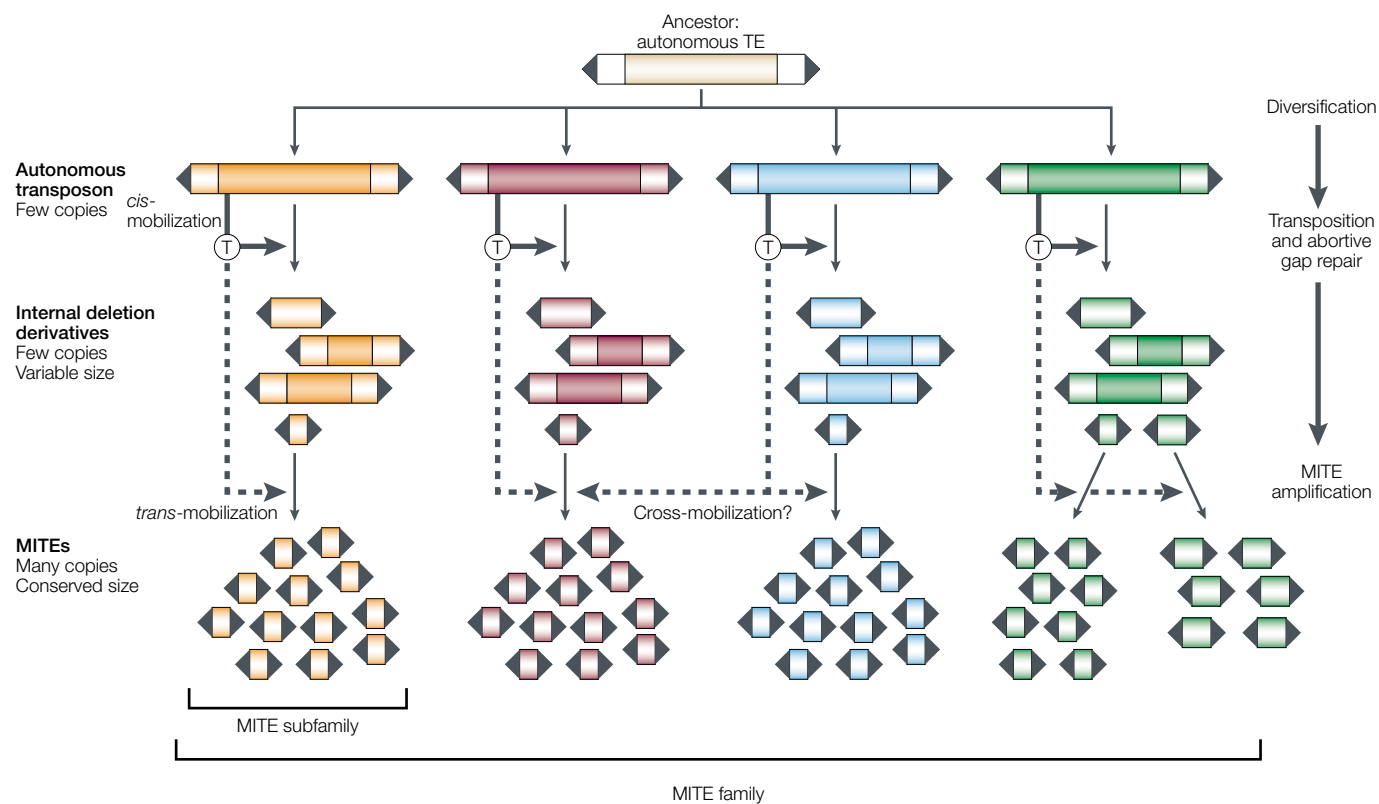 Ancestor:
autonomous TE
Diversification
Autonomous
transposon
Few copies
cis-
mobilization
T
T
T
T
Transposition
and abortive
gap repair
Internal deletion
derivatives
Few copies
Variable size
MITE
amplification
trans-mobilization
Cross-mobilization?
MITEs
Many copies
Conserved size
MITE subfamily
MITE family